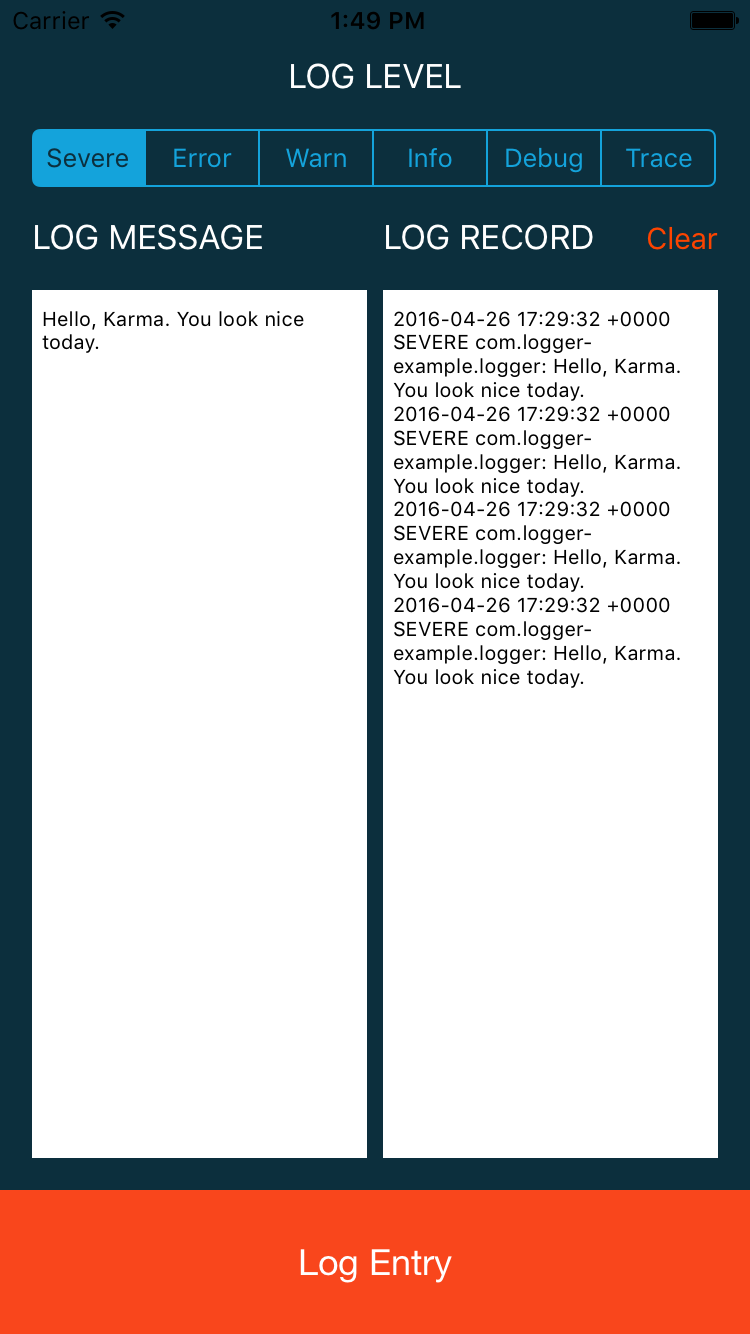 Carrier 1:49 PM
LOG LEVEL
Severe Error Warn Info Debug Trace
LOG MESSAGE
Hello, Karma. You look nice
today.
LOG RECORD Clear
2016-04-26 17:29:32 +0000
SEVERE com.logger-
example.logger: Hello, Karma.
You look nice today.
2016-04-26 17:29:32 +0000
SEVERE com.logger-
example.logger: Hello, Karma.
You look nice today.
2016-04-26 17:29:32 +0000
SEVERE com.logger-
example.logger: Hello, Karma.
You look nice today.
2016-04-26 17:29:32 +0000
SEVERE com.logger-
example.logger: Hello, Karma.
You look nice today.
Log Entry